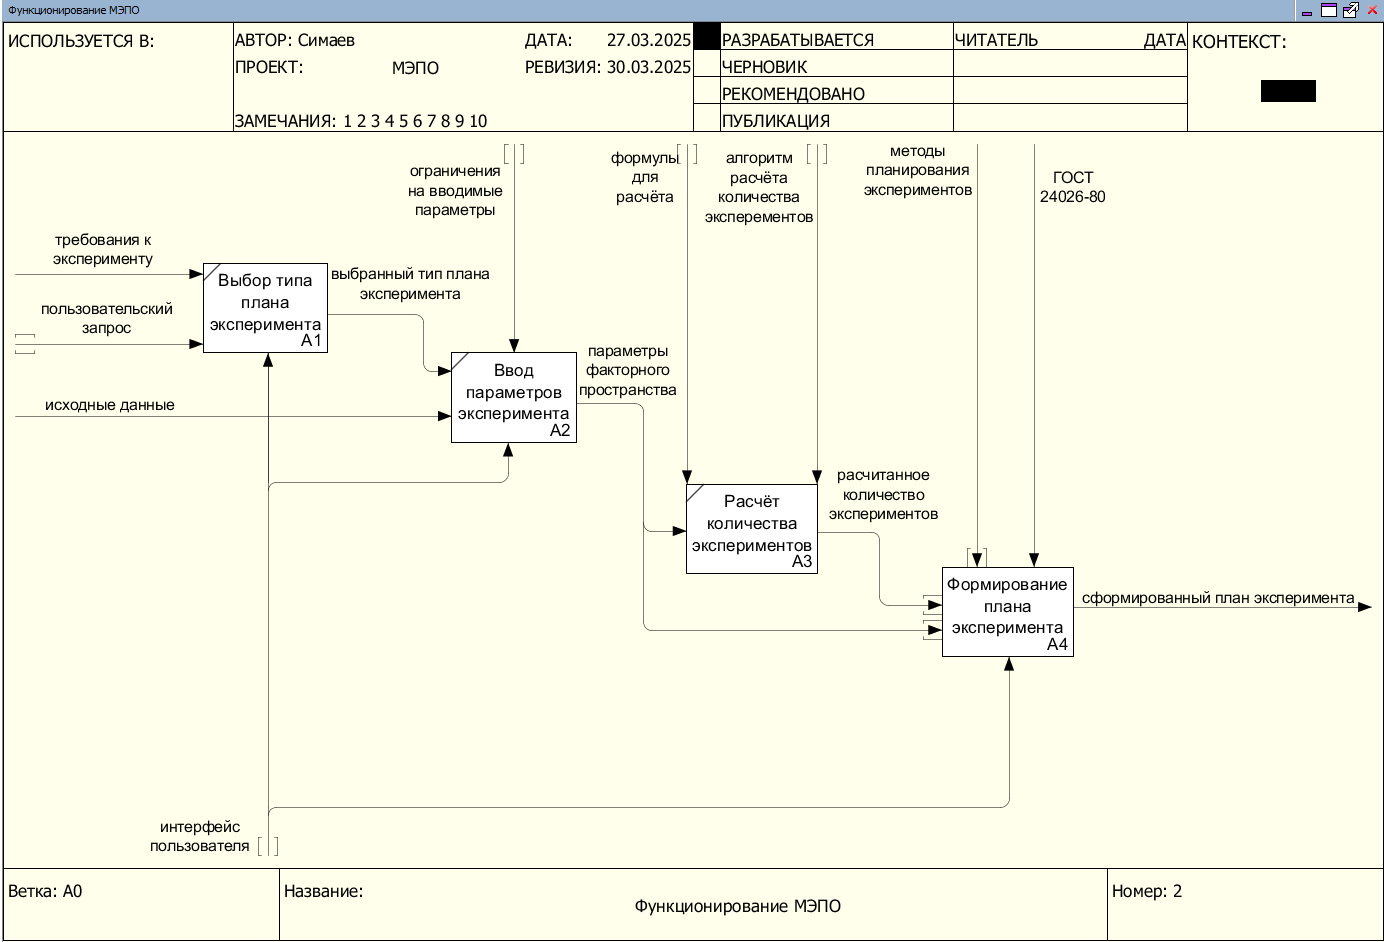 Функционирование МЭПО
ИСПОЛЬЗУЕТСЯ В:
АВТОР: Симаев
ДАТА: 27.03.2025
ПРОЕКТ: МЭПО
РЕВИЗИЯ: 30.03.2025
ЗАМЕЧАНИЯ: 1 2 3 4 5 6 7 8 9 10
РАЗРАБАТЫВАЕТСЯ
ЧЕРНОВИК
РЕКОМЕНДОВАНО
ПУБЛИКАЦИЯ
ЧИТАТЕЛЬ
ДАТА
КОНТЕКСТ:
ограничения
на вводимые
параметры
формулы
для
расчёта
алгоритм
расчёта
количества
эксперементов
методы
планирования
экспериментов
ГОСТ
24026-80
требования к
эксперименту
пользовательский
запрос
исходные данные
Выбор типа
плана
эксперимента
A1
выбранный тип плана
эксперимента
Ввод
параметров
эксперимента
A2
параметры
факторного
пространства
Расчёт
количества
экспериментов
A3
расчитанное
количество
экспериментов
Формирование
плана
эксперимента
A4
сформированный план эксперимента
интерфейс
пользователя
Ветка: A0
Название:
Функционирование МЭПО
Номер: 2